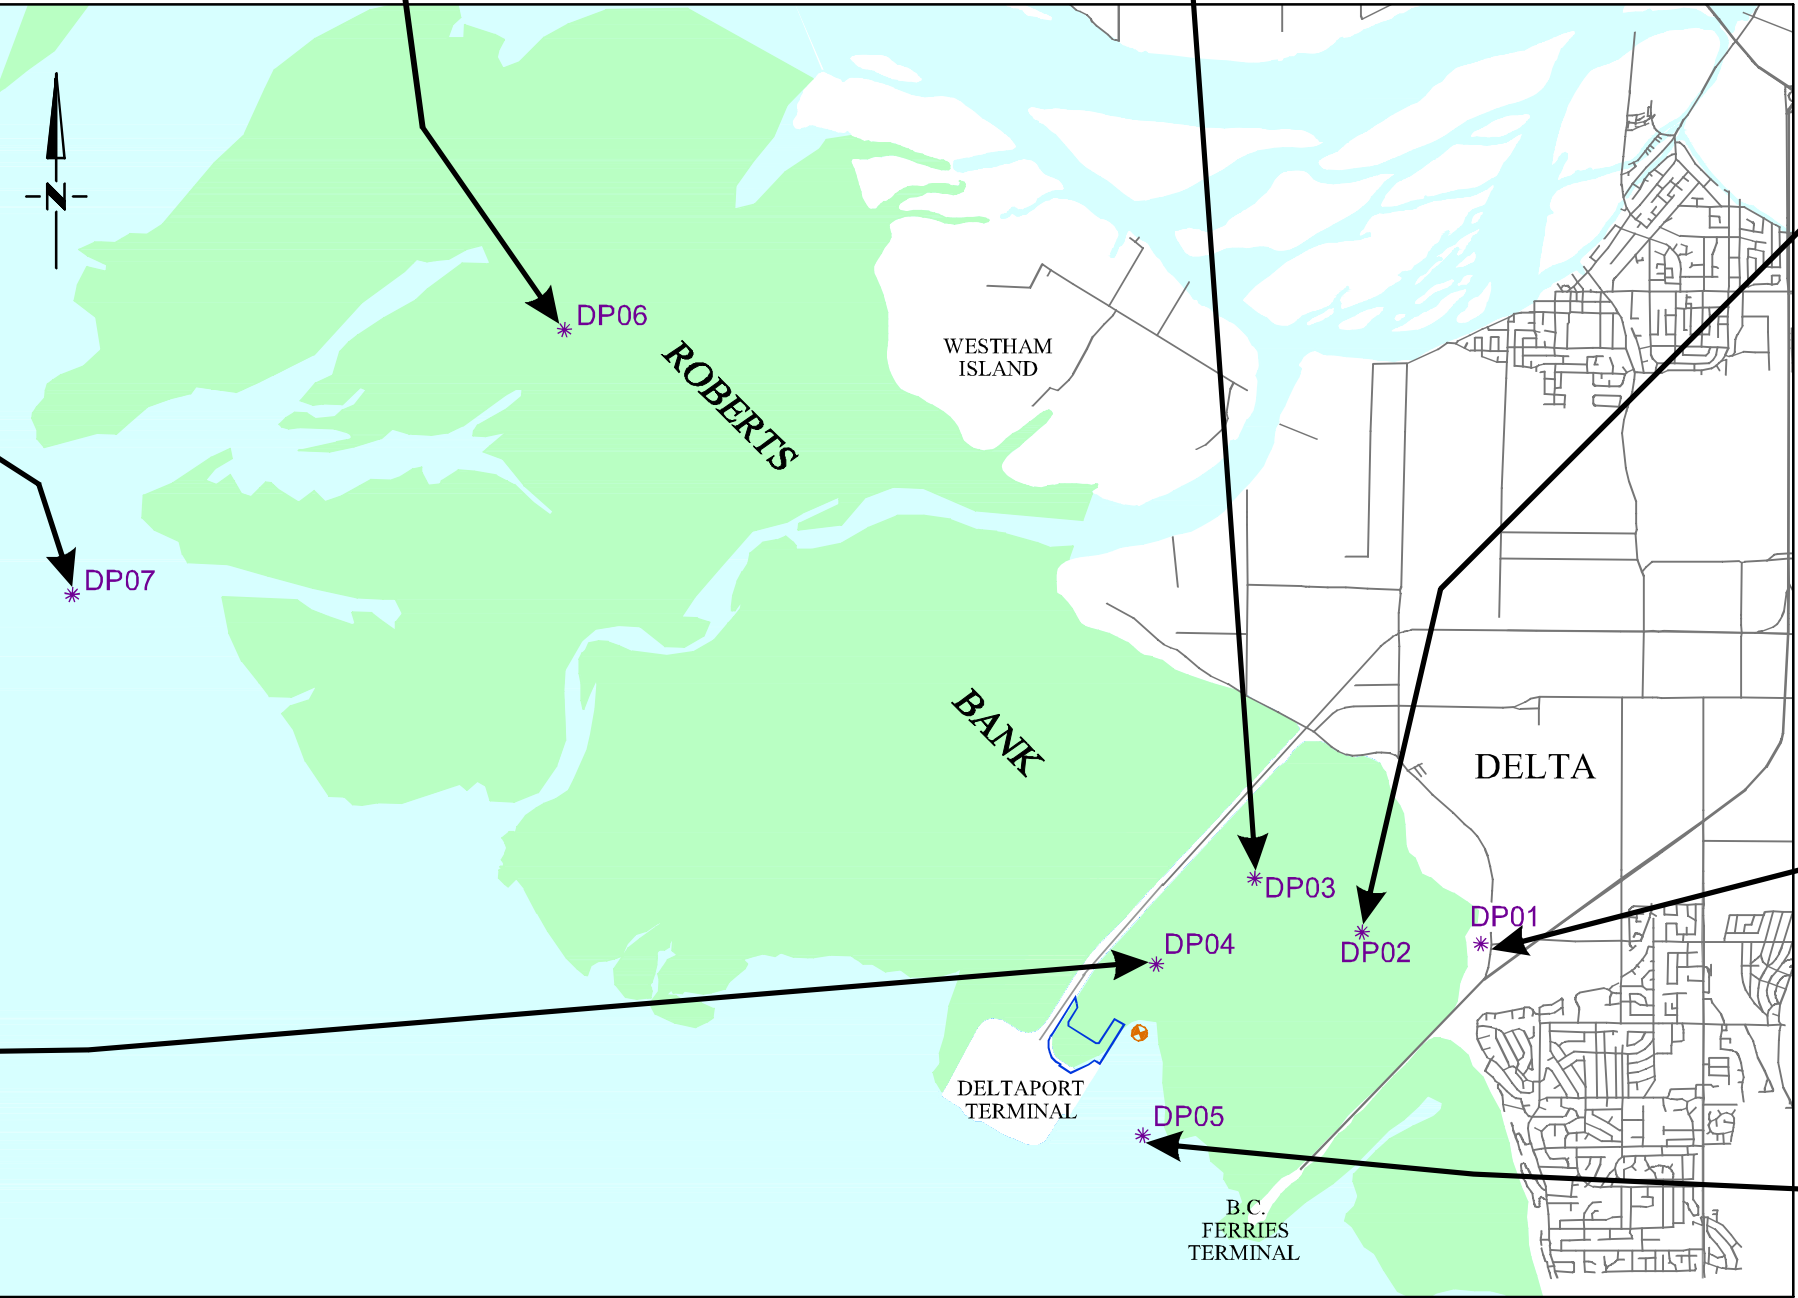 N
DP06
WESTHAM
ISLAND
ROBERTS
DP07
BANK
DELTA
DP03
DP01
DP02
DP04
DELTAPORT
TERMINAL
DP05
B.C.
FERRIES
TERMINAL